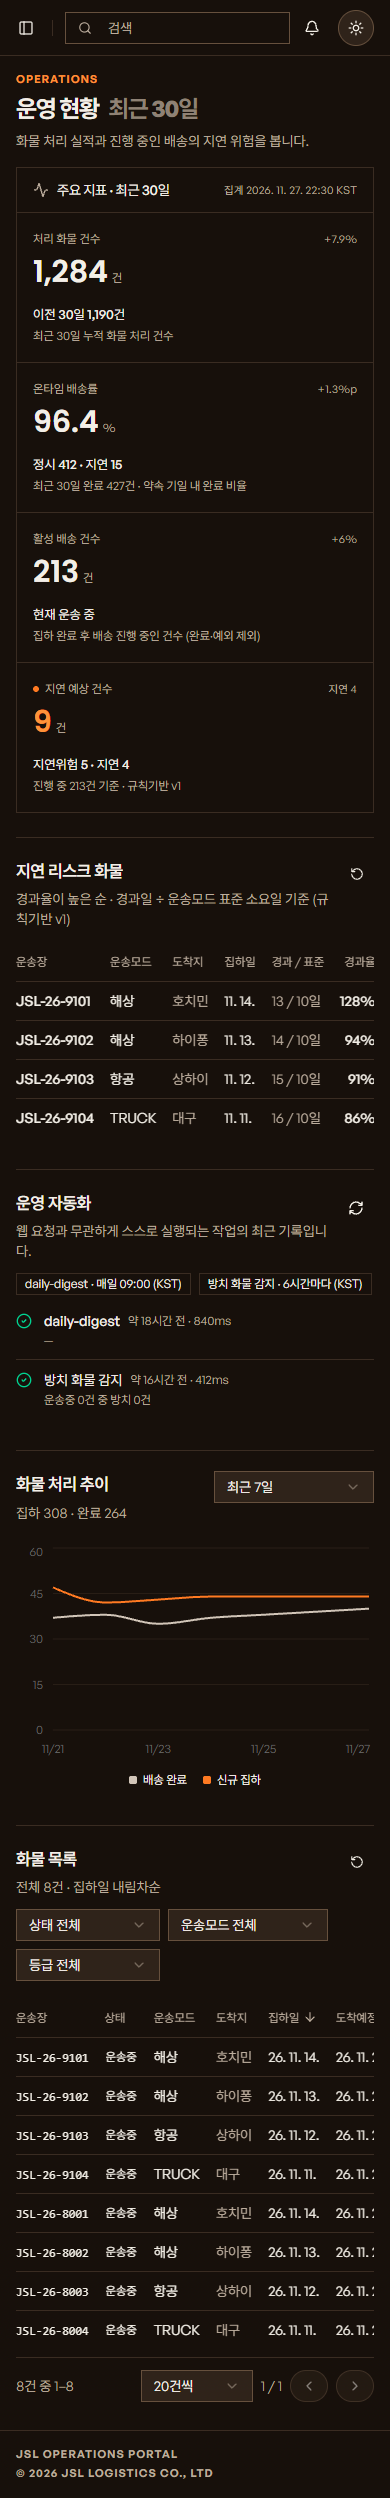 검색
OPERATIONS
운영 현황 최근 30일
화물 처리 실적과 진행 중인 배송의 지연 위험을 봅니다.
주요 지표 · 최근 30일 집계 2026. 11. 27. 22:30 KST
처리 화물 건수 +7.9%
1,284 건
이전 30일 1,190건
최근 30일 누적 화물 처리 건수
온타임 배송률 +1.3%p
96.4 %
정시 412 · 지연 15
최근 30일 완료 427건 · 약속 기일 내 완료 비율
활성 배송 건수 +6%
213 건
현재 운송 중
집하 완료 후 배송 진행 중인 건수 (완료·예외 제외)
지연 예상 건수 지연 4
9 건
지연위험 5 · 지연 4
진행 중 213건 기준 · 규칙기반 v1
지연 리스크 화물
경과율이 높은 순 · 경과일 ÷ 운송모드 표준 소요일 기준 (규
칙기반 v1)
운송장 운송모드 도착지 집하일 경과 / 표준 경과율
JSL-26-9101 해상 호치민 11. 14. 13 / 10일 128%
JSL-26-9102 해상 하이퐁 11. 13. 14 / 10일 94%
JSL-26-9103 항공 상하이 11. 12. 15 / 10일 91%
JSL-26-9104 TRUCK 대구 11. 11. 16 / 10일 86%
운영 자동화
웹 요청과 무관하게 스스로 실행되는 작업의 최근 기록입니
다.
daily-digest · 매일 09:00 (KST) 방치 화물 감지 · 6시간마다 (KST)
daily-digest 약 18시간 전 · 840ms
—
방치 화물 감지 약 16시간 전 · 412ms
운송중 0건 중 방치 0건
화물 처리 추이 최근 7일
집하 308 · 완료 264
60
45
30
15
0
11/21 11/23 11/25 11/27
배송 완료 신규 집하
화물 목록
전체 8건 · 집하일 내림차순
상태 전체 운송모드 전체
등급 전체
운송장 상태 운송모드 도착지 집하일 ↓ 도착예정
JSL-26-9101 운송중 해상 호치민 26. 11. 14. 26. 11.
JSL-26-9102 운송중 해상 하이퐁 26. 11. 13. 26. 11.
JSL-26-9103 운송중 항공 상하이 26. 11. 12. 26. 11.
JSL-26-9104 운송중 TRUCK 대구 26. 11. 11. 26. 11.
JSL-26-8001 운송중 해상 호치민 26. 11. 14. 26. 11.
JSL-26-8002 운송중 해상 하이퐁 26. 11. 13. 26. 11.
JSL-26-8003 운송중 항공 상하이 26. 11. 12. 26. 11.
JSL-26-8004 운송중 TRUCK 대구 26. 11. 11. 26. 11.
8건 중 1–8 20건씩 1 / 1
JSL OPERATIONS PORTAL
© 2026 JSL LOGISTICS CO., LTD